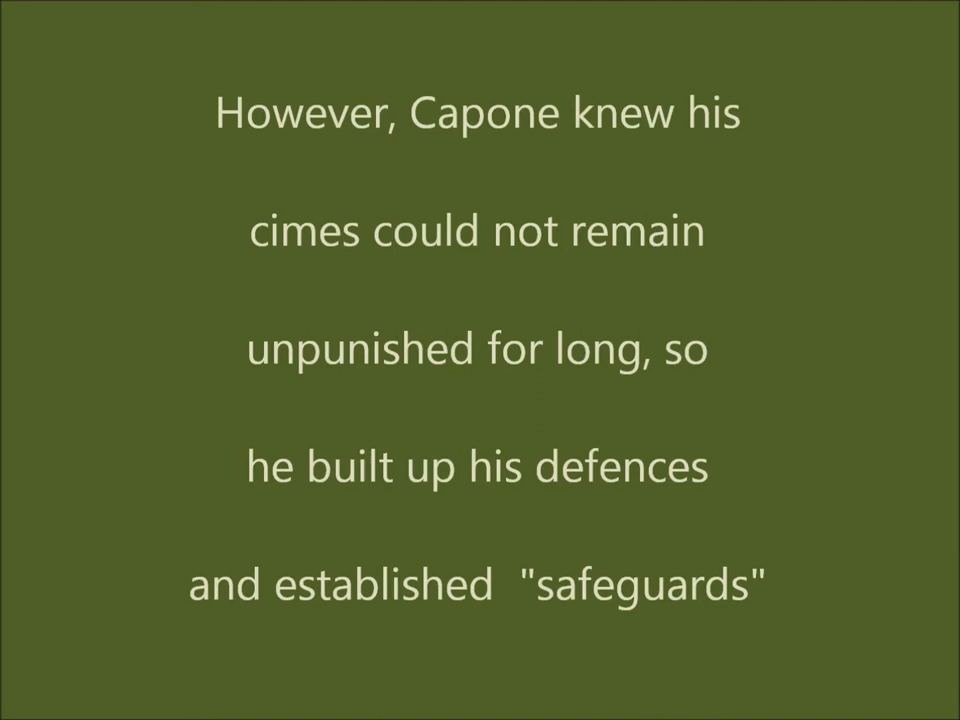 However, Capone knew his
cimes could not remain
unpunished for long, so
he built up his defences
and established  "safeguards"